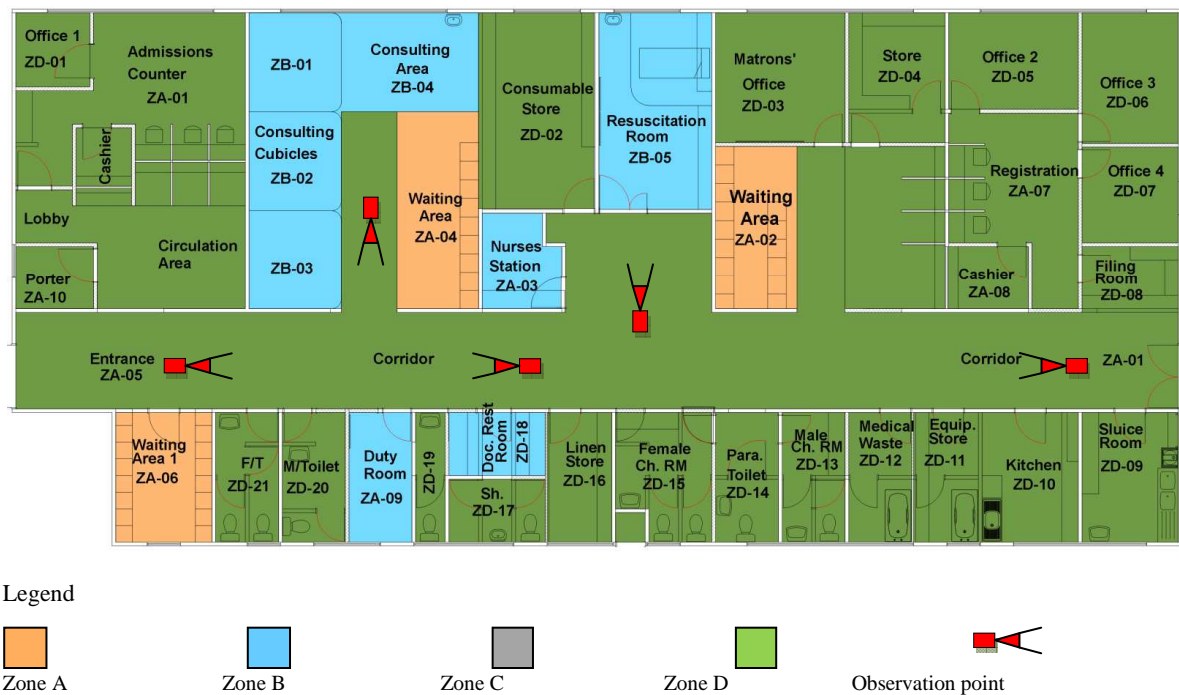 Office 1
ZD-01
Admissions
Counter
ZA-01
Cashier
Lobby
Circulation
Area
Porter
ZA-10
ZB-01
Consulting
Cubicles
ZB-02
ZB-03
Consulting
Area
ZB-04
Waiting
Area
ZA-04
Consumable
Store
ZD-02
Nurses
Station
ZA-03
Resuscitation
Room
ZB-05
Matrons'
Office
ZD-03
Waiting
Area
ZA-02
Store
ZD-04
Office 2
ZD-05
Office 3
ZD-06
Registration
ZA-07
Office 4
ZD-07
Cashier
ZA-08
Filing
Room
ZD-08
Entrance
ZA-05
Corridor
Corridor
ZA-01
Waiting
Area 1
ZA-06
F/T
ZD-21
M/Toilet
ZD-20
Duty
Room
ZA-09
ZD-19
Doc. Rest
Room
ZD-18
Sh.
ZD-17
Linen
Store
ZD-16
Female
Ch. RM
ZD-15
Para.
Toilet
ZD-14
Male
Ch. RM
ZD-13
Medical
Waste
ZD-12
Equip.
Store
ZD-11
Kitchen
ZD-10
Sluice
Room
ZD-09
Legend
Zone A
Zone B
Zone C
Zone D
Observation point